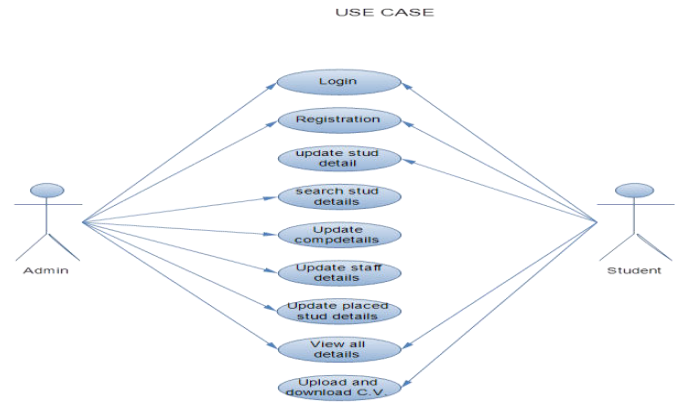 USE CASE
Login
Registration
update stud
detail
search stud
details
Update
compdetails
Update staff
details
Update placed
stud details
View all
details
Upload and
download C.V.
Admin
Student